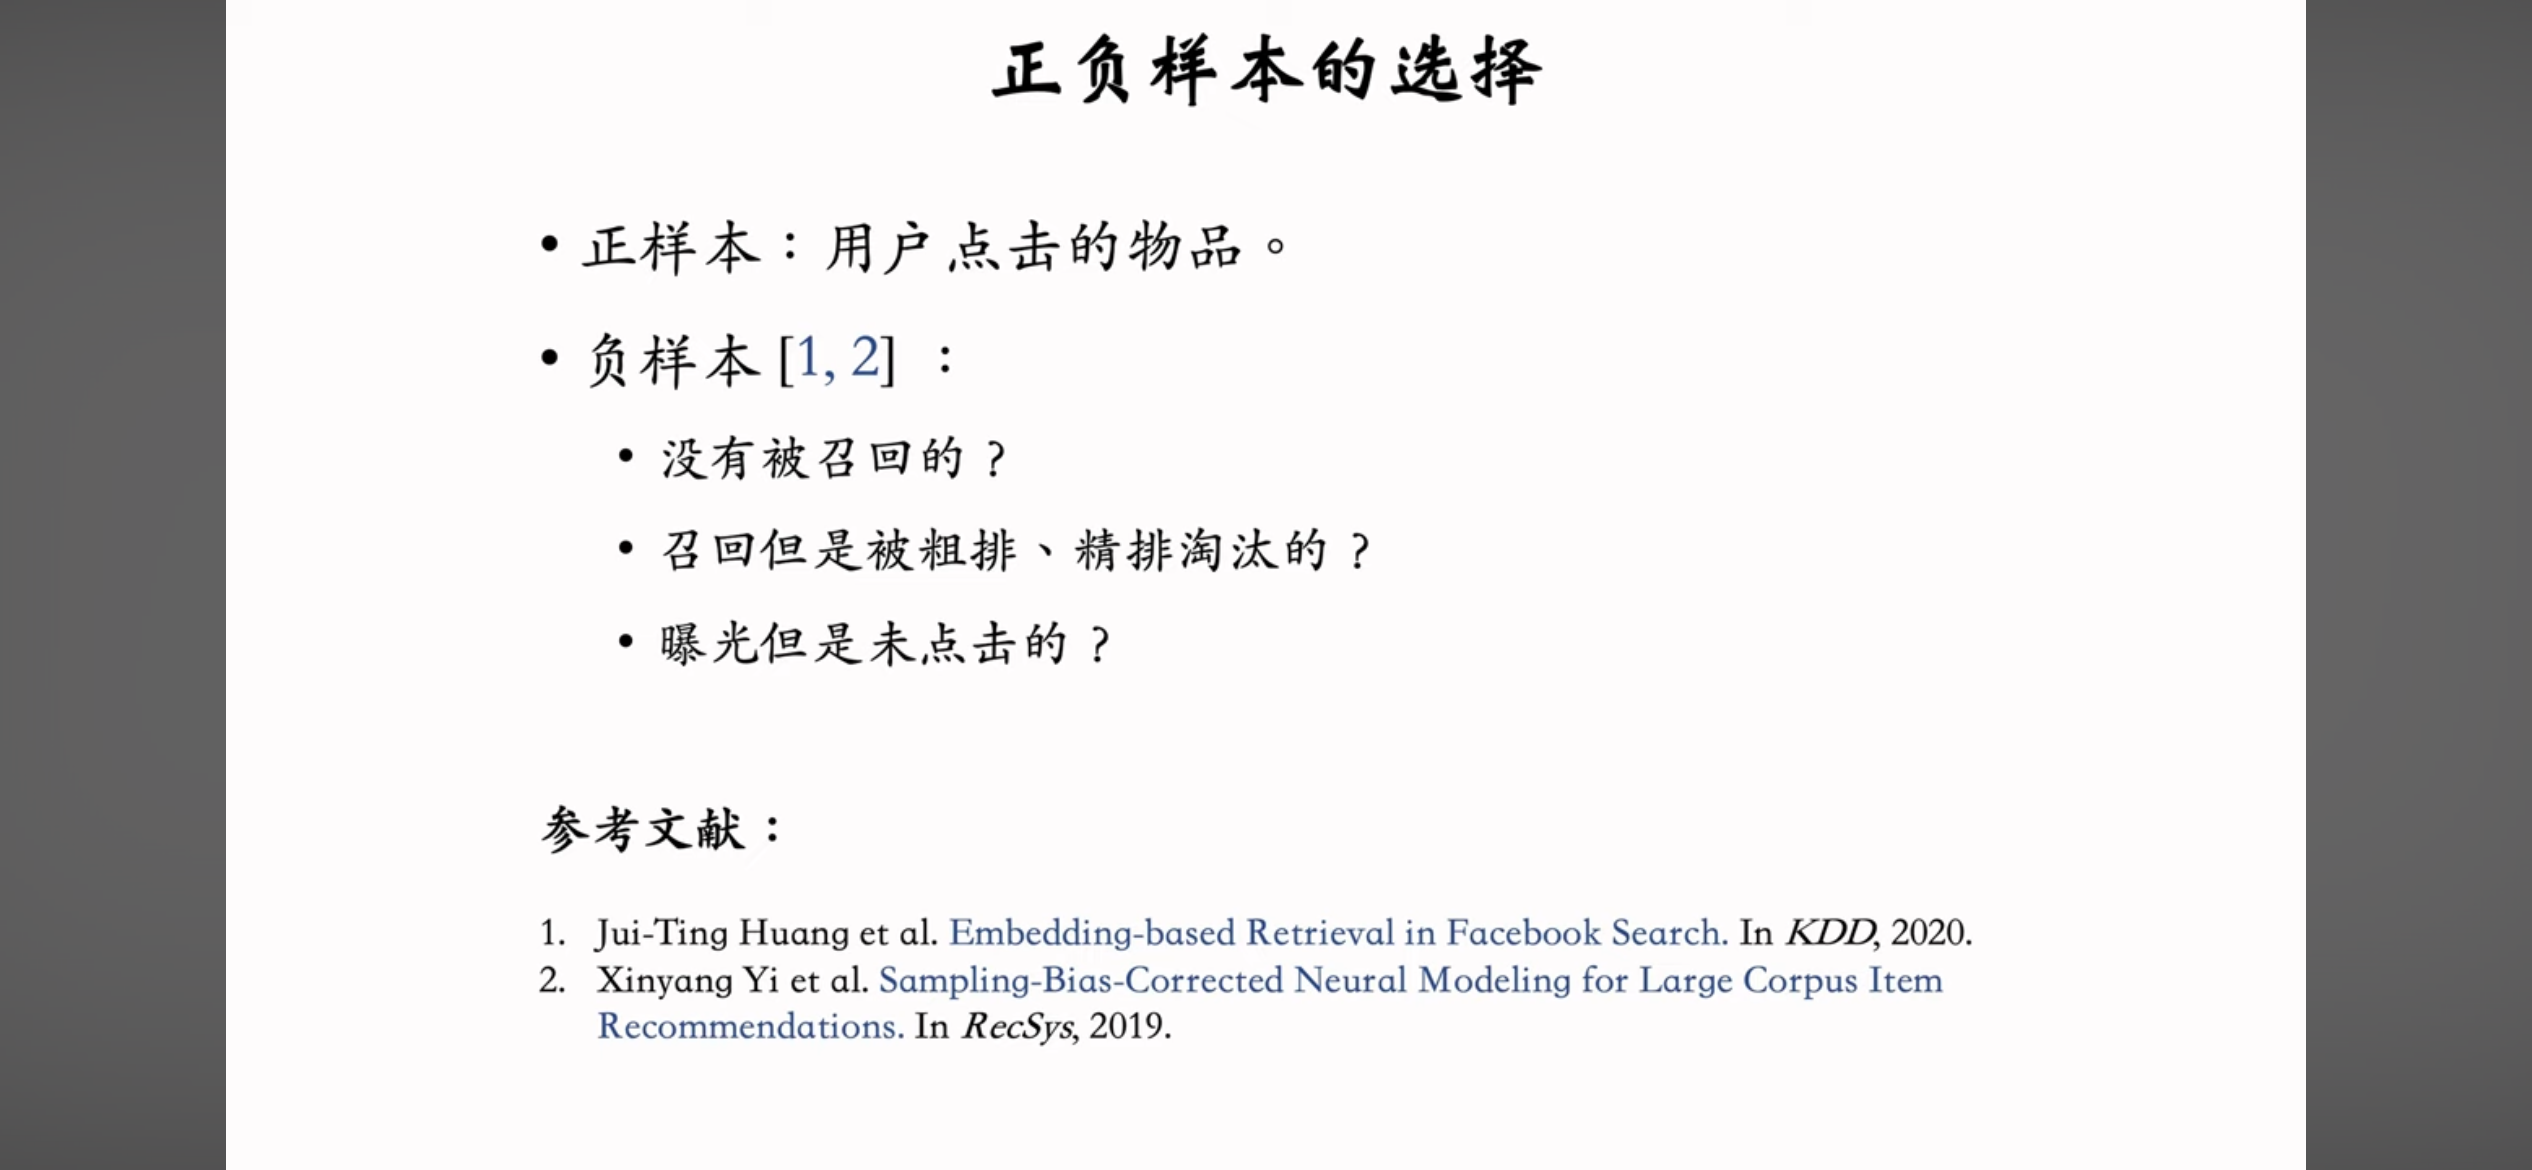 正负样本的选择
• 正样本：用户点击的物品。
• 负样本 [1, 2] ：
• 没有被召回的？
• 召回但是被粗排、精排淘汰的？
• 曝光但是未点击的？
参考文献：
1. Jui-Ting Huang et al. Embedding-based Retrieval in Facebook Search. In KDD, 2020.
2. Xinyang Yi et al. Sampling-Bias-Corrected Neural Modeling for Large Corpus Item
Recommendations. In RecSys, 2019.